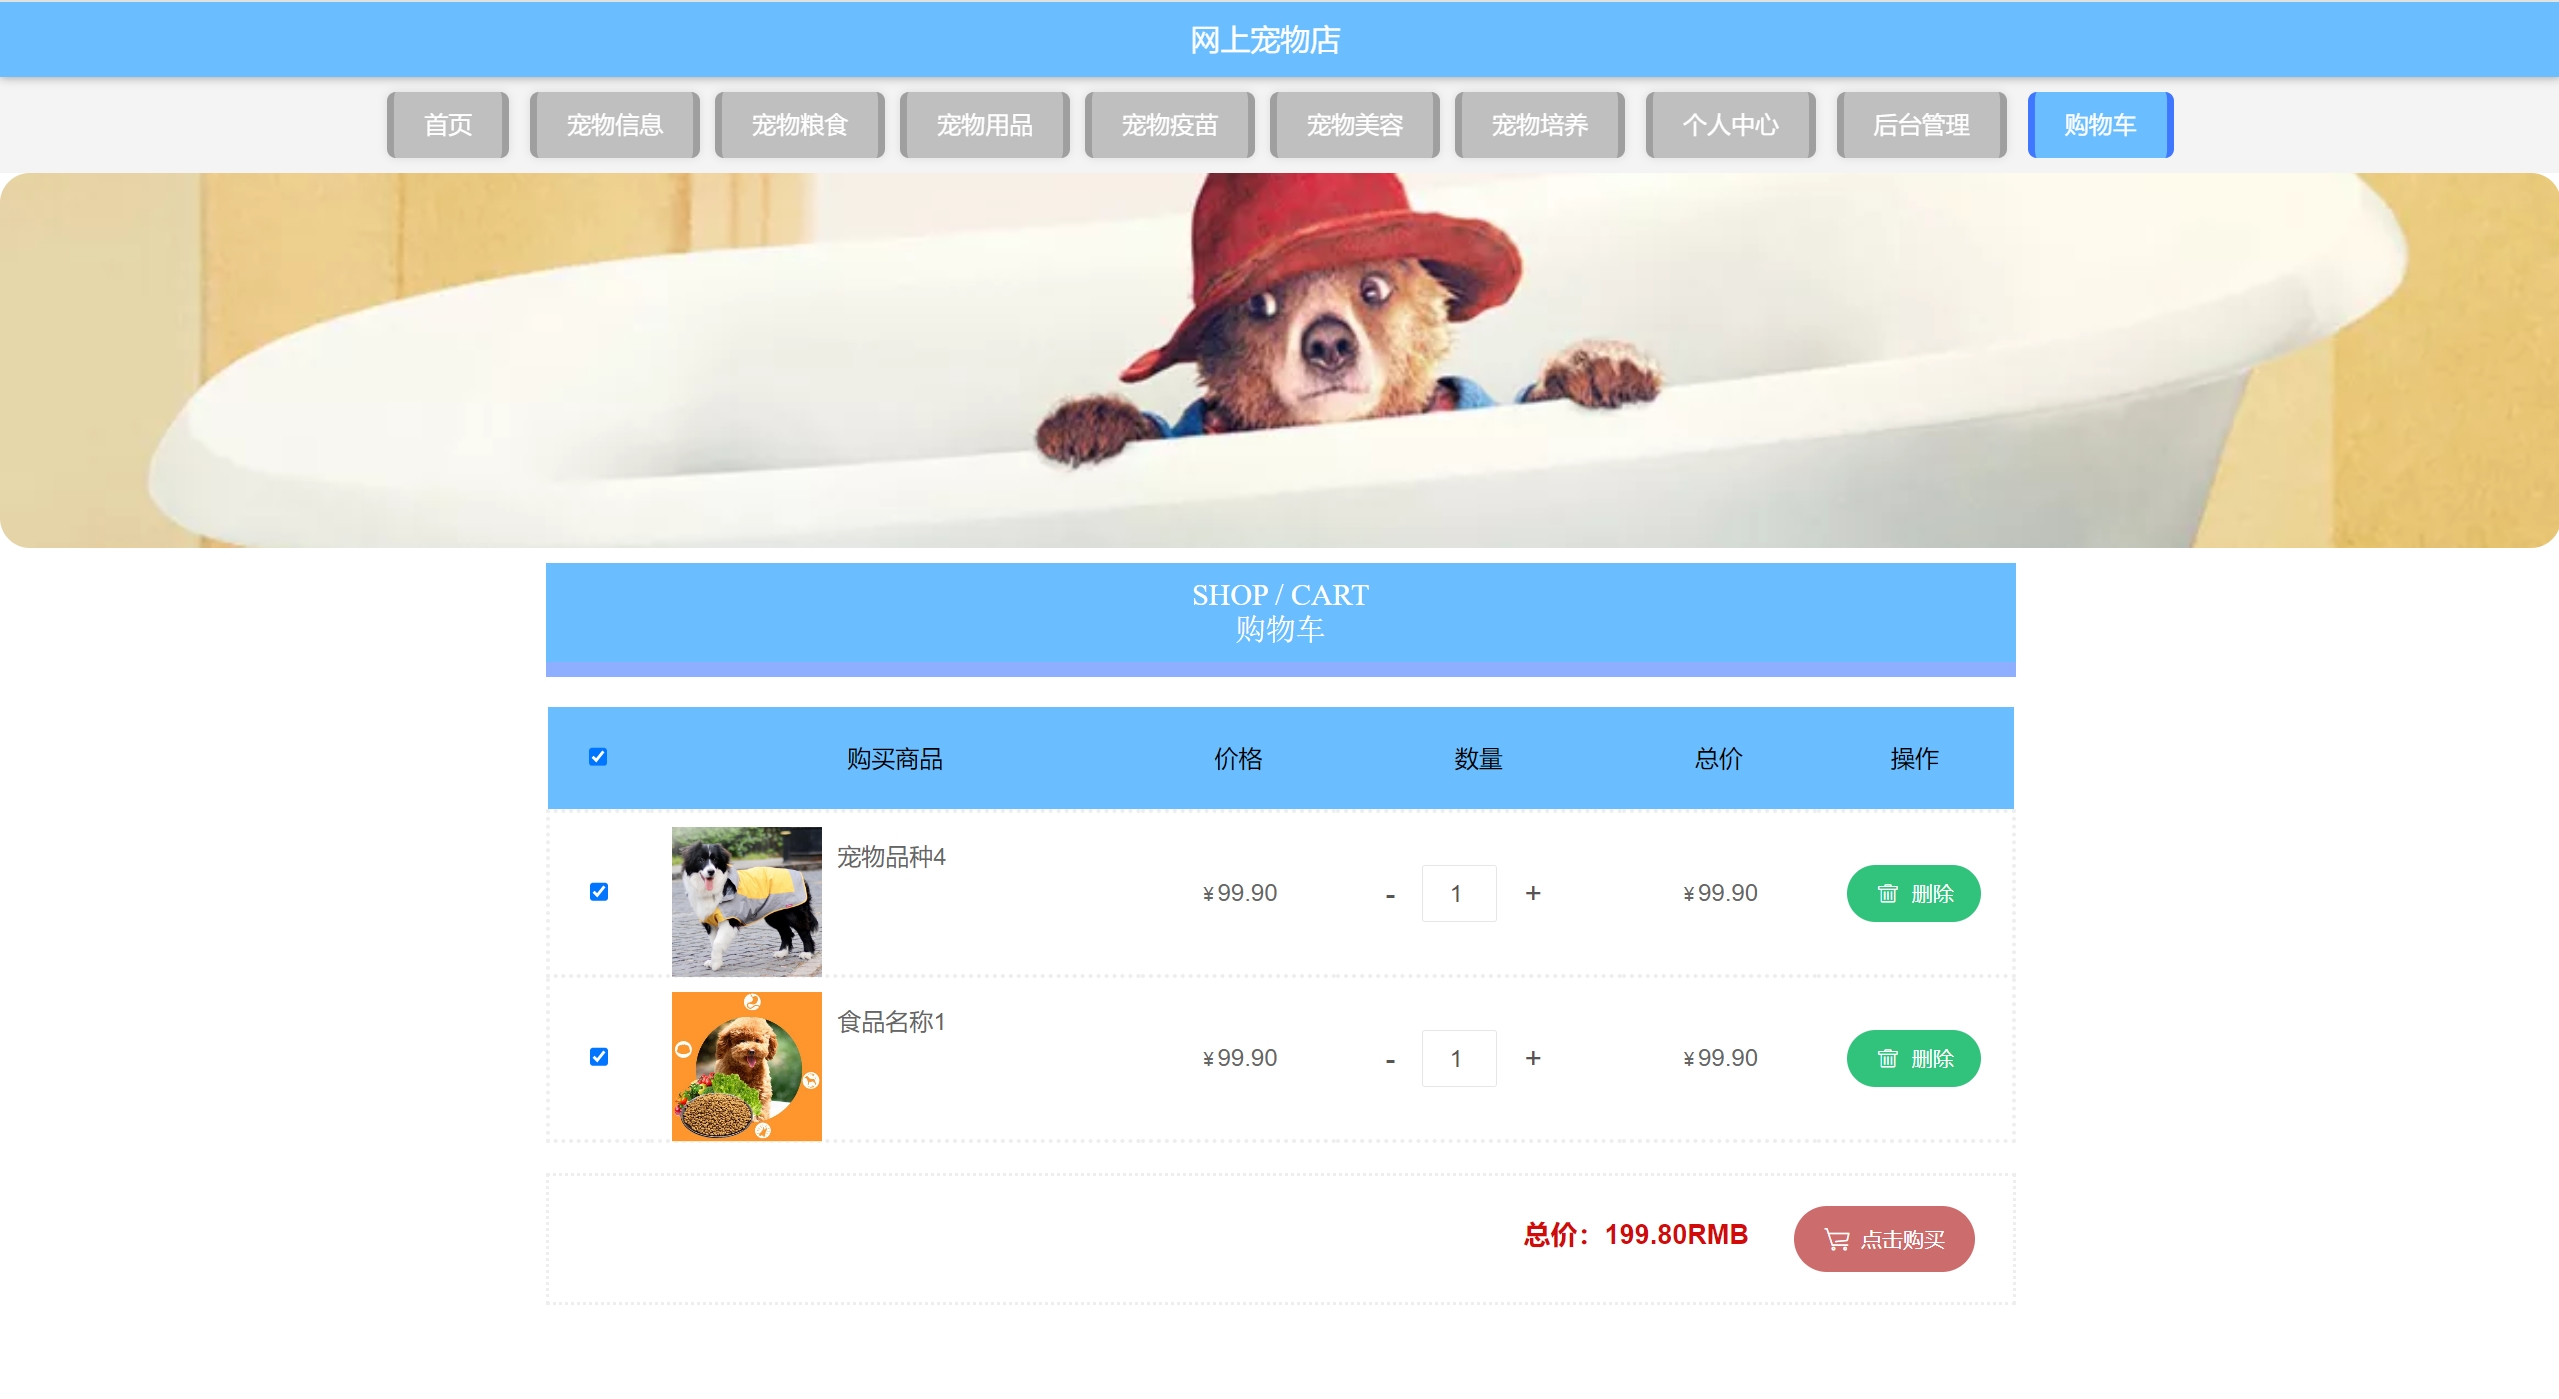 网上宠物店
首页 宠物信息 宠物粮食 宠物用品 宠物疫苗 宠物美容 宠物培养 个人中心 后台管理 购物车
SHOP / CART
购物车
购买商品 价格 数量 总价 操作
宠物品种4
¥ 99.90 - 1 + ¥ 99.90 删除
食品名称1
¥ 99.90 - 1 + ¥ 99.90 删除
总价：199.80RMB 点击购买